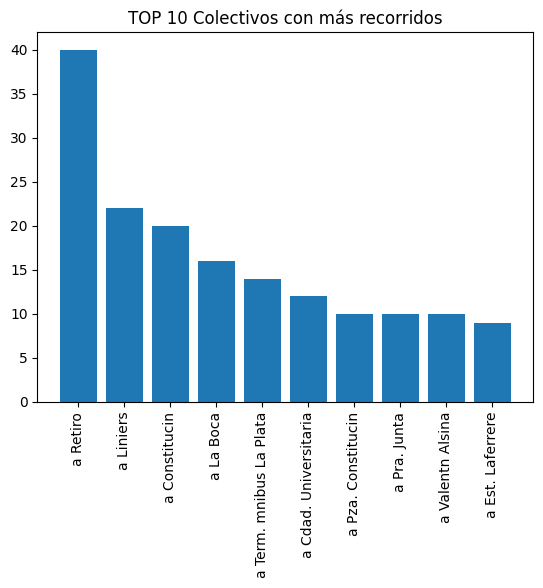 TOP 10 Colectivos con más recorridos
40
35
30
25
20
15
10
5
0
a Retiro
a Liniers
a Constitucin
a La Boca
a Term. mnibus La Plata
a Cdad. Universitaria
a Pza. Constitucin
a Pra. Junta
a Valentn Alsina
a Est. Laferrere